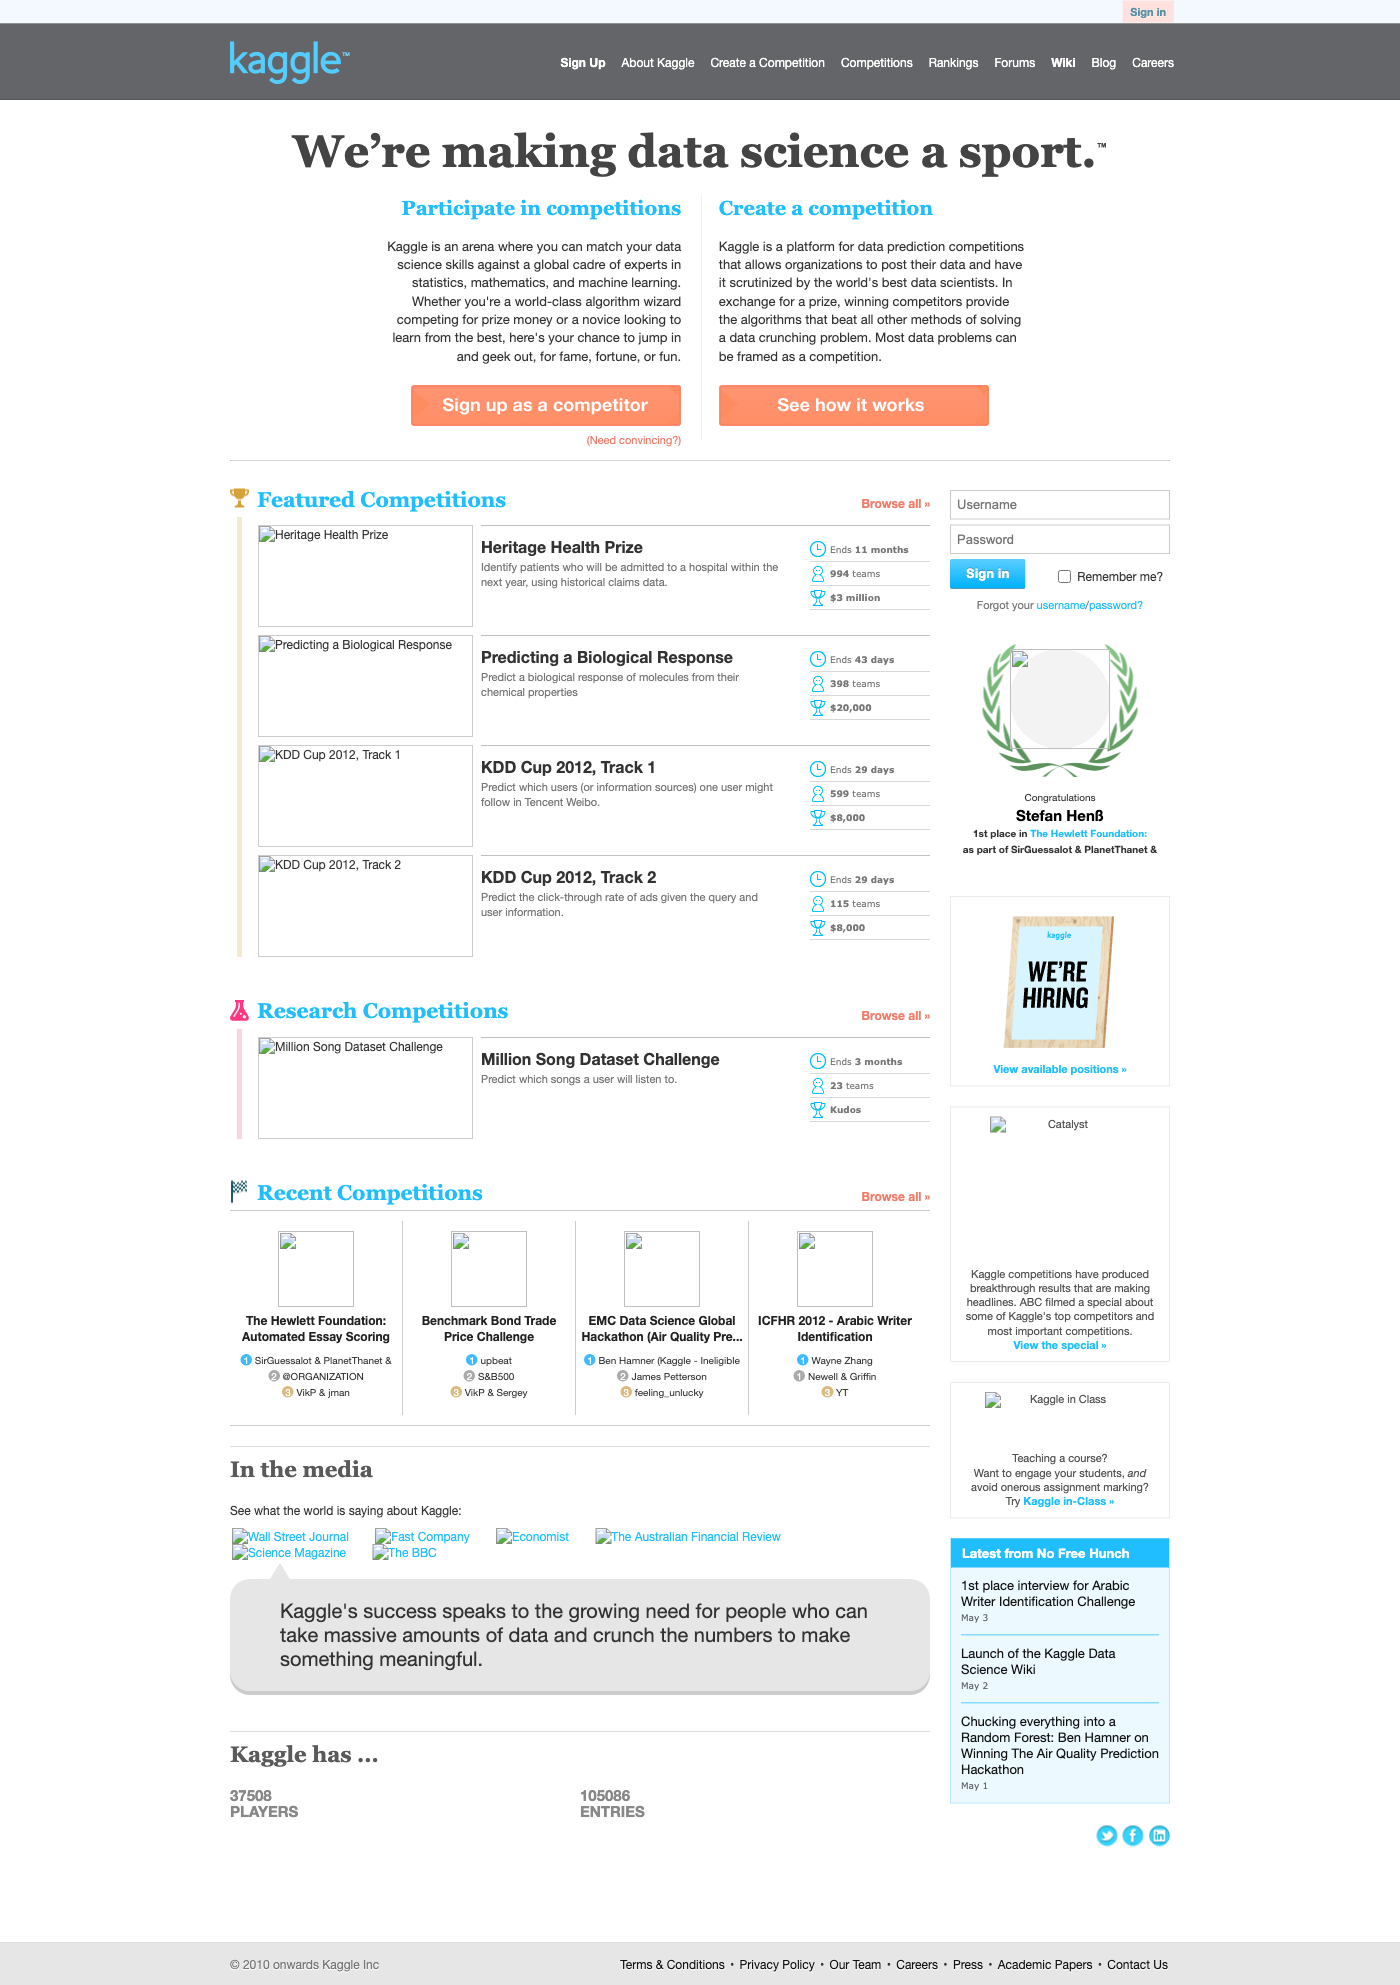 Sign in
kaggle™
Sign Up About Kaggle Create a Competition Competitions Rankings Forums Wiki Blog Careers
We're making data science a sport.™
Participate in competitions
Kaggle is an arena where you can match your data
science skills against a global cadre of experts in
statistics, mathematics, and machine learning.
Whether you're a world-class algorithm wizard
competing for prize money or a novice looking to
learn from the best, here's your chance to jump in
and geek out, for fame, fortune, or fun.
Sign up as a competitor
(Need convincing?)
Create a competition
Kaggle is a platform for data prediction competitions
that allows organizations to post their data and have
it scrutinized by the world's best data scientists. In
exchange for a prize, winning competitors provide
the algorithms that beat all other methods of solving
a data crunching problem. Most data problems can
be framed as a competition.
See how it works
Featured Competitions
Browse all »
Heritage Health Prize
Heritage Health Prize
Identify patients who will be admitted to a hospital within the
next year, using historical claims data.
Ends 11 months
994 teams
$3 million
Predicting a Biological Response
Predicting a Biological Response
Predict a biological response of molecules from their
chemical properties
Ends 43 days
398 teams
$20,000
KDD Cup 2012, Track 1
KDD Cup 2012, Track 1
Predict which users (or information sources) one user might
follow in Tencent Weibo.
Ends 29 days
599 teams
$8,000
KDD Cup 2012, Track 2
KDD Cup 2012, Track 2
Predict the click-through rate of ads given the query and
user information.
Ends 29 days
115 teams
$8,000
Research Competitions
Browse all »
Million Song Dataset Challenge
Million Song Dataset Challenge
Predict which songs a user will listen to.
Ends 3 months
23 teams
Kudos
Recent Competitions
Browse all »
The Hewlett Foundation:
Automated Essay Scoring
1 SirGuessalot & PlanetThanet &
2 @ORGANIZATION
3 VikP & jman
Benchmark Bond Trade
Price Challenge
1 upbeat
2 S&B500
3 VikP & Sergey
EMC Data Science Global
Hackathon (Air Quality Pre...
1 Ben Hamner (Kaggle - Ineligible
2 James Petterson
3 feeling_unlucky
ICFHR 2012 - Arabic Writer
Identification
1 Wayne Zhang
1 Newell & Griffin
3 YT
In the media
See what the world is saying about Kaggle:
Wall Street Journal Fast Company Economist The Australian Financial Review
Science Magazine The BBC
Kaggle's success speaks to the growing need for people who can
take massive amounts of data and crunch the numbers to make
something meaningful.
Kaggle has ...
37508
PLAYERS
105086
ENTRIES
Username
Password
Sign in
Remember me?
Forgot your username/password?
Congratulations
Stefan Henß
1st place in The Hewlett Foundation:
as part of SirGuessalot & PlanetThanet &
kaggle
WE'RE
HIRING
View available positions »
Catalyst
Kaggle competitions have produced
breakthrough results that are making
headlines. ABC filmed a special about
some of Kaggle's top competitors and
most important competitions.
View the special »
Kaggle in Class
Teaching a course?
Want to engage your students, and
avoid onerous assignment marking?
Try Kaggle in-Class »
Latest from No Free Hunch
1st place interview for Arabic
Writer Identification Challenge
May 3
Launch of the Kaggle Data
Science Wiki
May 2
Chucking everything into a
Random Forest: Ben Hamner on
Winning The Air Quality Prediction
Hackathon
May 1
© 2010 onwards Kaggle Inc
Terms & Conditions • Privacy Policy • Our Team • Careers • Press • Academic Papers • Contact Us